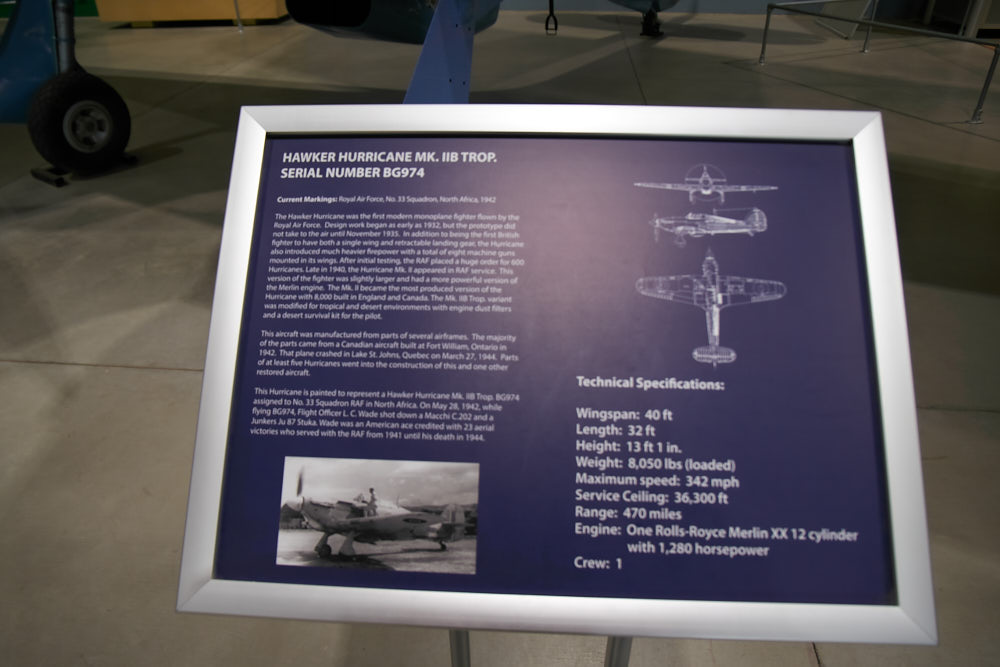 HAWKER HURRICANE MK. IIB TROP.
SERIAL NUMBER BG974
Current Markings: Royal Air Force, No. 33 Squadron, North Africa, 1942
The Hawker Hurricane was the first modern monoplane fighter flown by the
Royal Air Force. Design work began as early as 1932, but the prototype did
not take to the air until November 1935. In addition to being the first British
fighter to have both a single wing and retractable landing gear, the Hurricane
also introduced much heavier firepower with a total of eight machine guns
mounted in its wings. After initial testing, the RAF placed a huge order for 600
Hurricanes. Late in 1940, the Hurricane Mk. II appeared in RAF service. This
version of the fighter was slightly larger and had a more powerful version of
the Merlin engine. The Mk. II became the most produced version of the
Hurricane with 8,000 built in England and Canada. The Mk. IIB Trop. variant
was modified for tropical and desert environments with engine dust filters
and a desert survival kit for the pilot.
This aircraft was manufactured from parts of several airframes. The majority
of the parts came from a Canadian aircraft built at Fort William, Ontario in
1942. That plane crashed in Lake St. Johns, Quebec on March 27, 1944. Parts
of at least five Hurricanes went into the construction of this and one other
restored aircraft.
This Hurricane is painted to represent a Hawker Hurricane Mk. IIB Trop. BG974
assigned to No. 33 Squadron RAF in North Africa. On May 28, 1942, while
flying BG974, Flight Officer L. C. Wade shot down a Macchi C.202 and a
Junkers Ju 87 Stuka. Wade was an American ace credited with 23 aerial
victories who served with the RAF from 1941 until his death in 1944.
Technical Specifications:
Wingspan: 40 ft
Length: 32 ft
Height: 13 ft 1 in.
Weight: 8,050 lbs (loaded)
Maximum speed: 342 mph
Service Ceiling: 36,300 ft
Range: 470 miles
Engine: One Rolls-Royce Merlin XX 12 cylinder
with 1,280 horsepower
Crew: 1